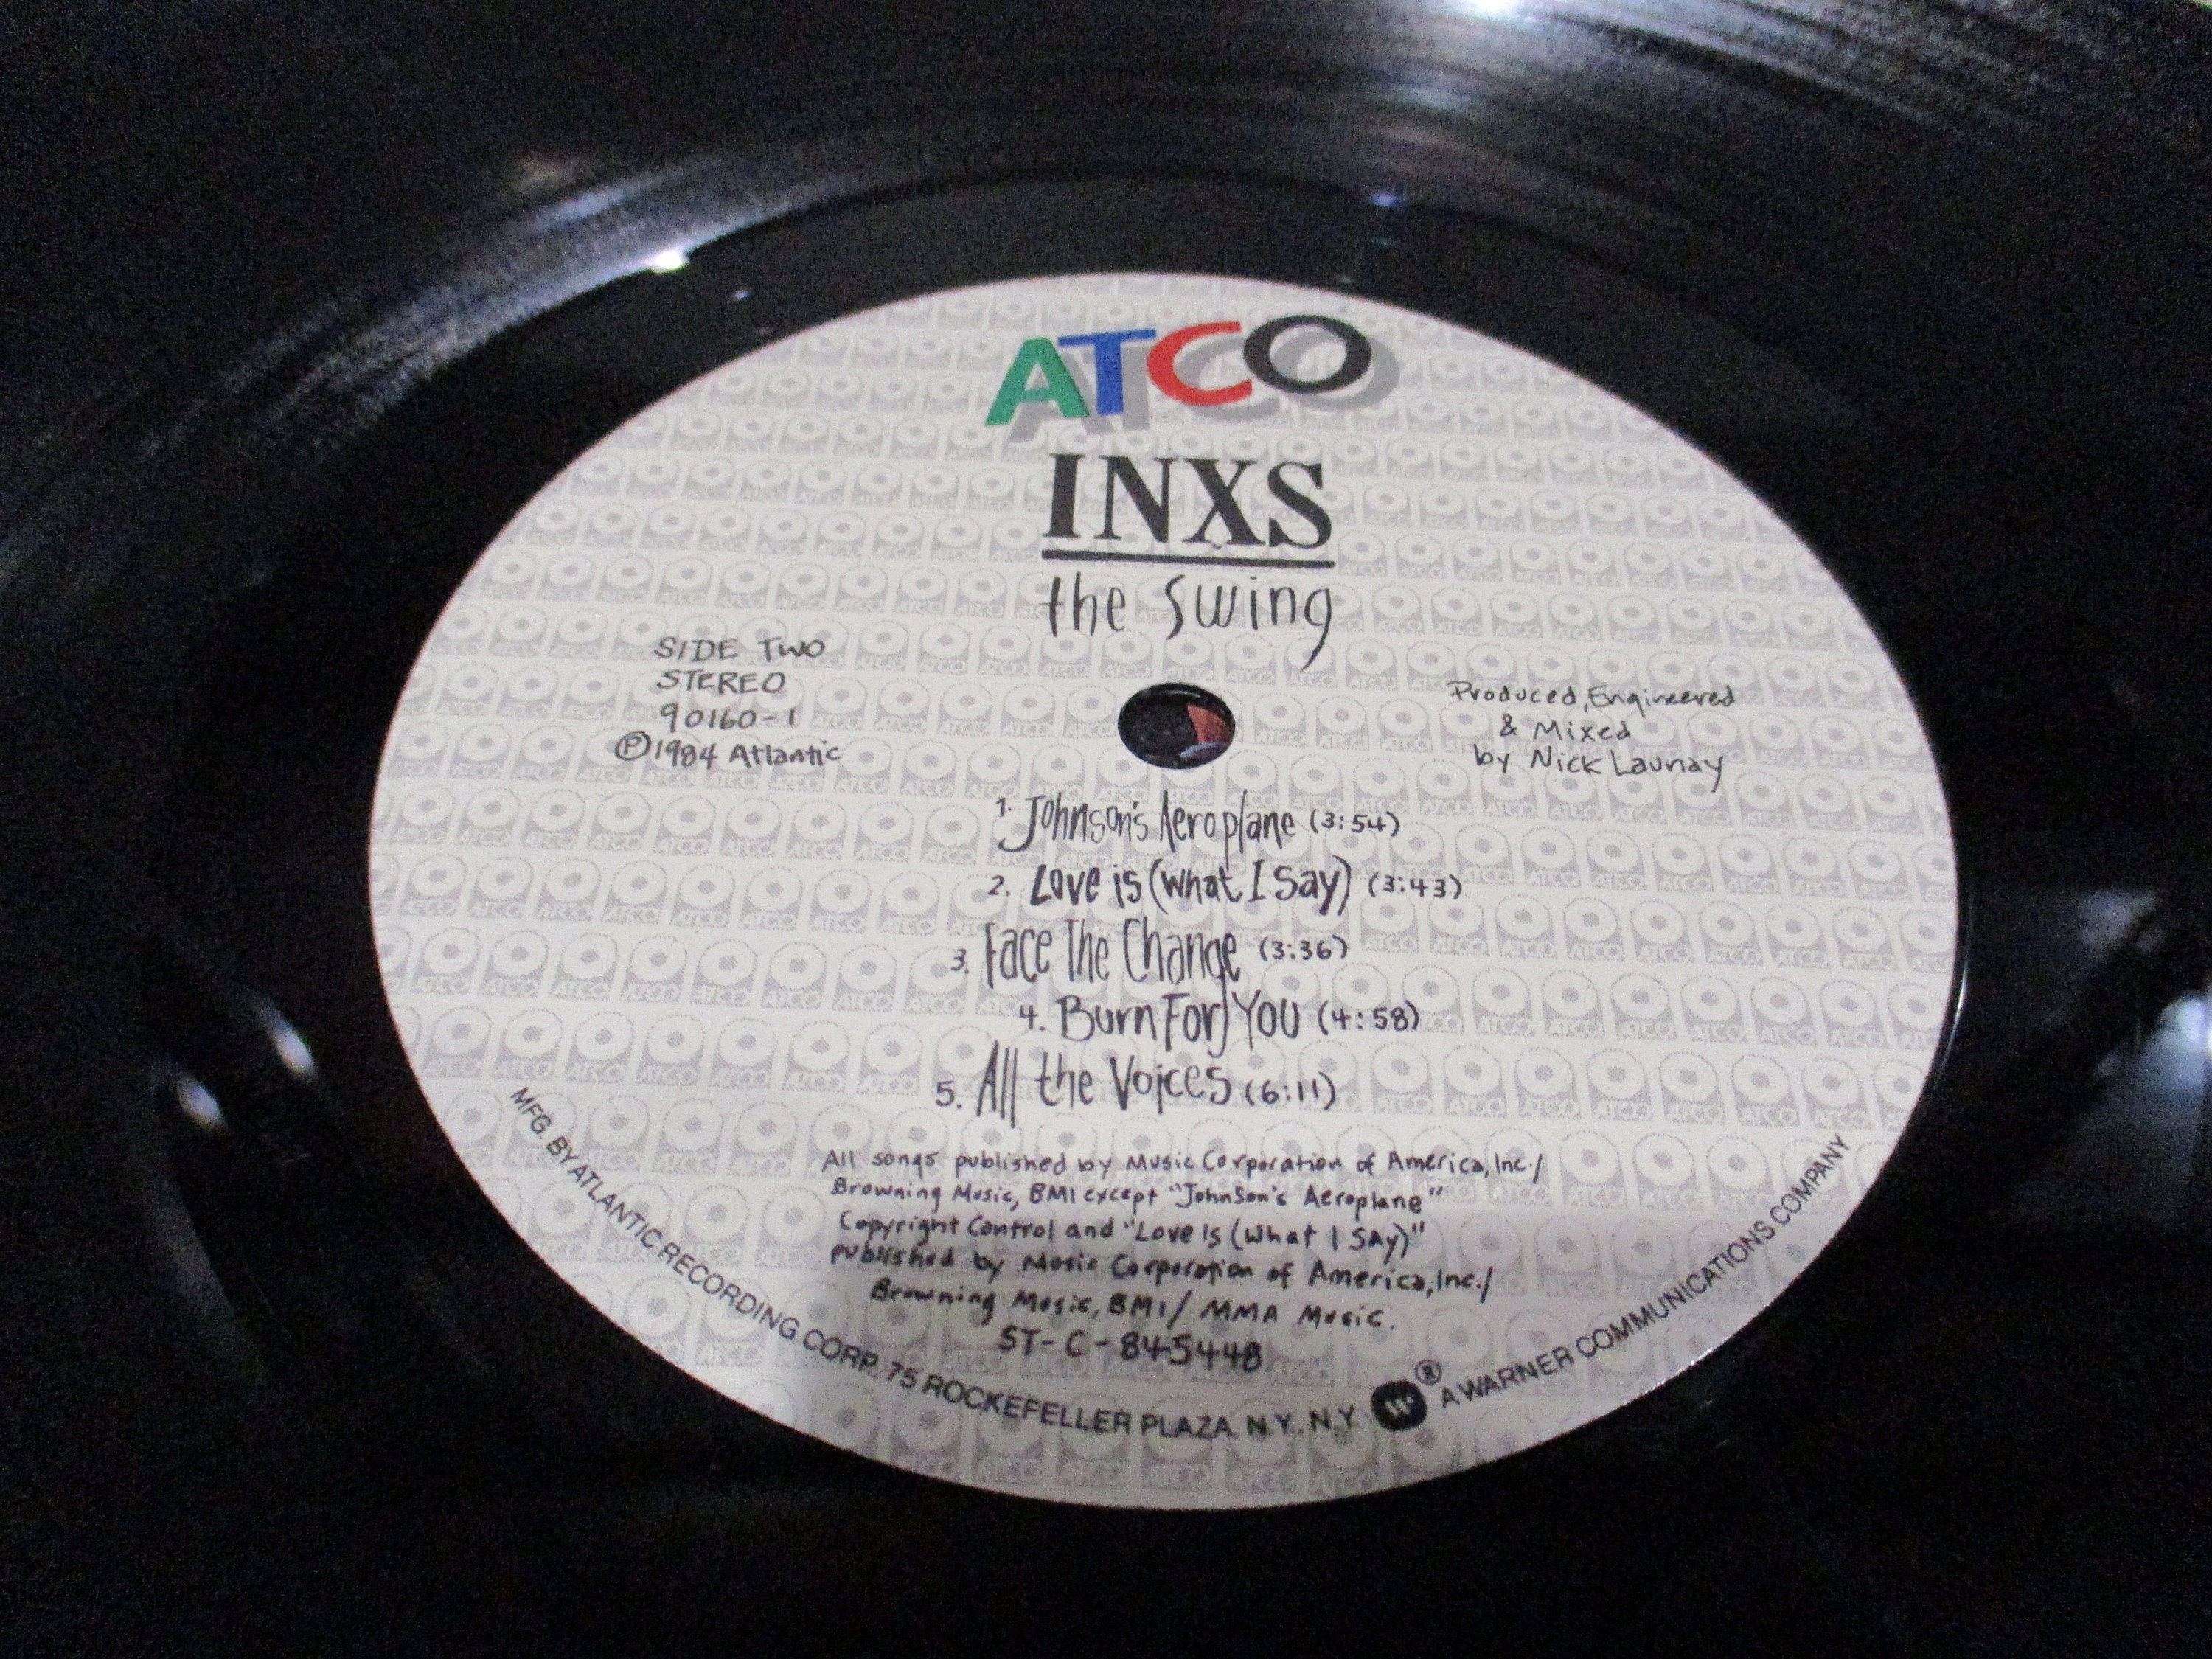 ATCO
INXS
the Swing
SIDE TWO
STEREO
90160-1
Ⓟ1984 Atlantic
Produced, Engineered
& Mixed
by Nick Launay
1. Johnson's Aeroplane (3:54)
2. Love is (What I Say) (3:43)
3. Face The Change (3:36)
4. Burn For You (4:58)
5. All the Voices (6:11)
All songs published by Music Corporation of America, Inc./
Browning Music, BMI except "Johnson's Aeroplane"
Copyright Control and "Love Is (What I Say)"
published by Music Corporation of America, Inc./
Browning Music, BMI/ MMA Music.
ST-C-845448
MFG. BY ATLANTIC RECORDING CORP. 75 ROCKEFELLER PLAZA. N.Y. N.Y. ® A WARNER COMMUNICATIONS COMPANY